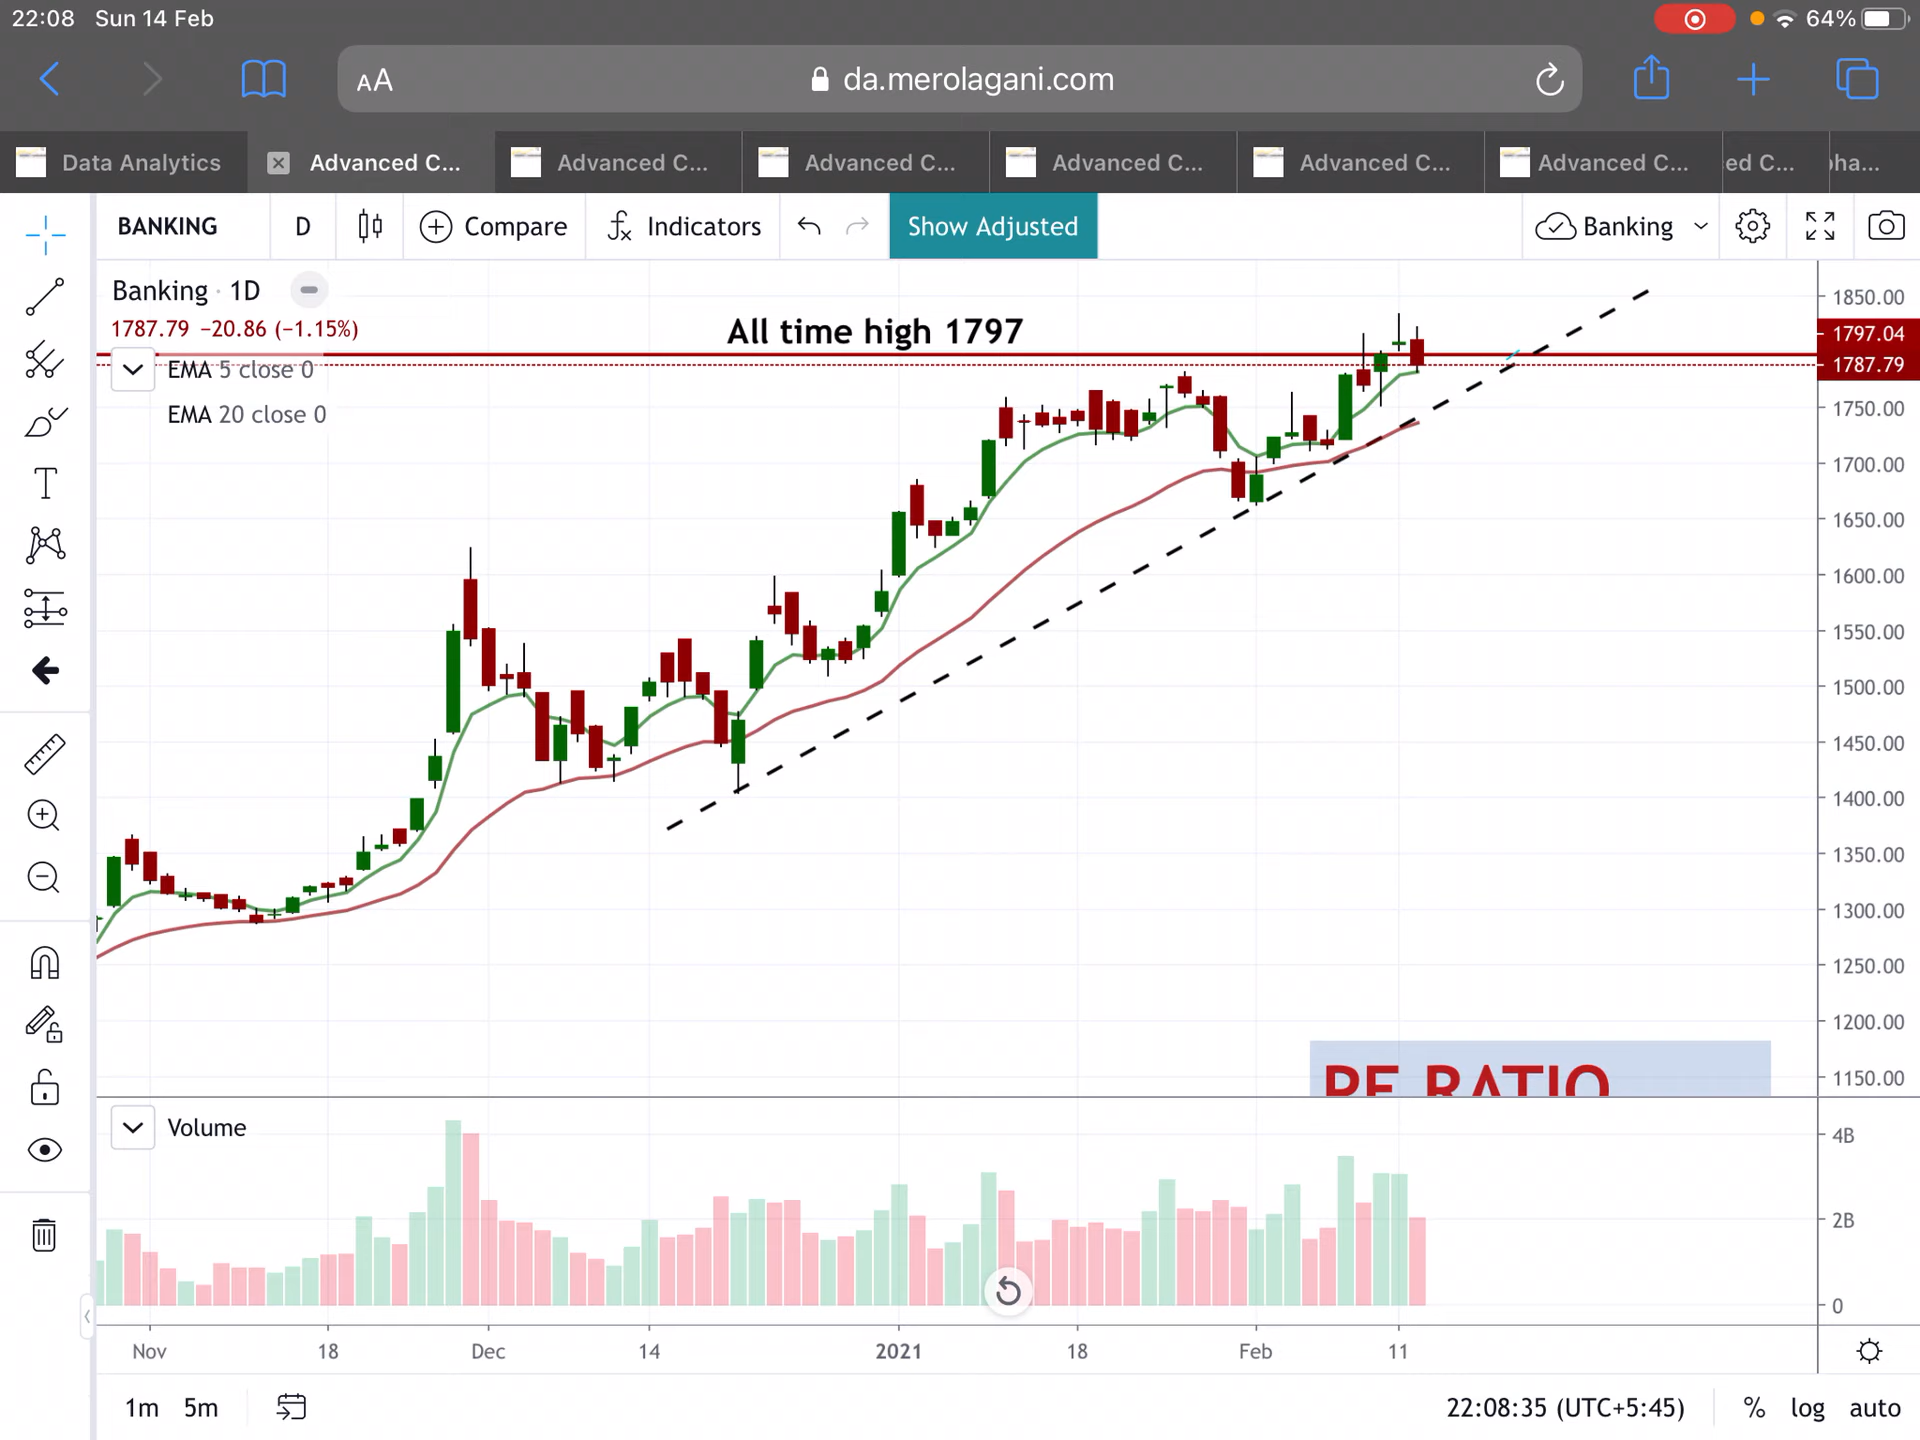 22:08 Sun 14 Feb
64%
AA da.merolagani.com
Data Analytics Advanced C... Advanced C... Advanced C... Advanced C... Advanced C... Advanced C... ed C... ha...
BANKING D Compare Indicators Show Adjusted Banking
Banking · 1D
1787.79 −20.86 (−1.15%)
All time high 1797
EMA 5 close 0
EMA 20 close 0
1850.00
1797.04
1787.79
1750.00
1700.00
1650.00
1600.00
1550.00
1500.00
1450.00
1400.00
1350.00
1300.00
1250.00
1200.00
1150.00
PE RATIO
Volume
4B
2B
0
Nov 18 Dec 14 2021 18 Feb 11
1m 5m 22:08:35 (UTC+5:45) % log auto